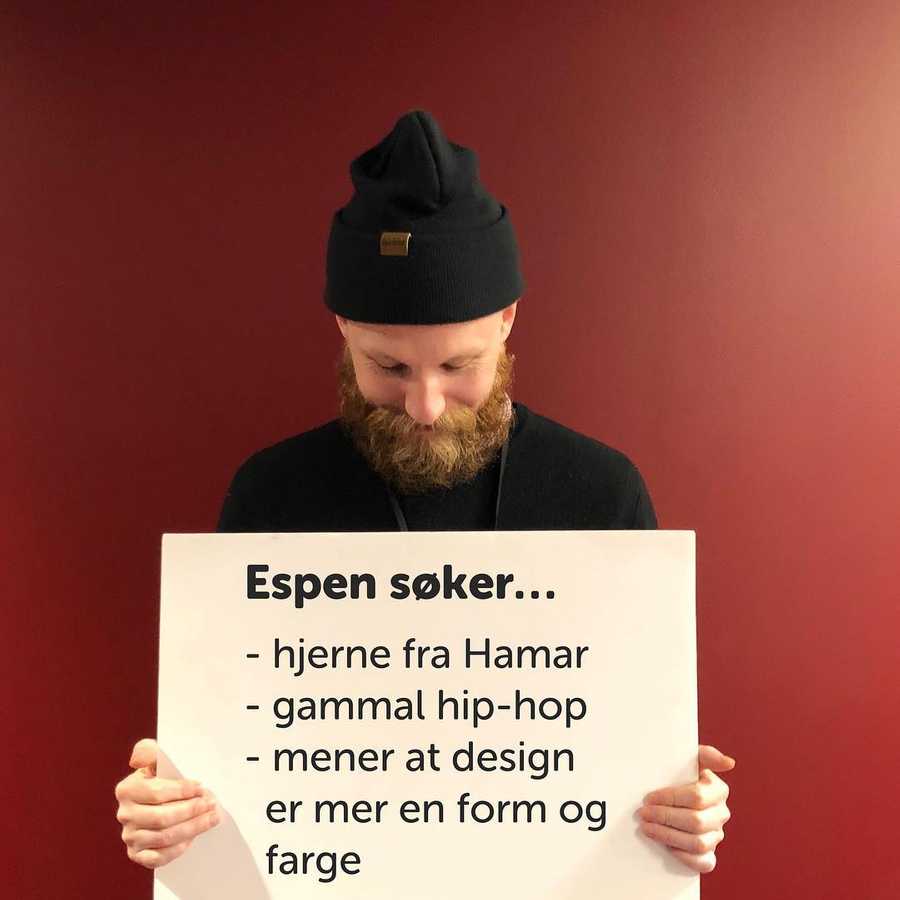 Espen søker...
- hjerne fra Hamar
- gammal hip-hop
- mener at design
er mer en form og
farge